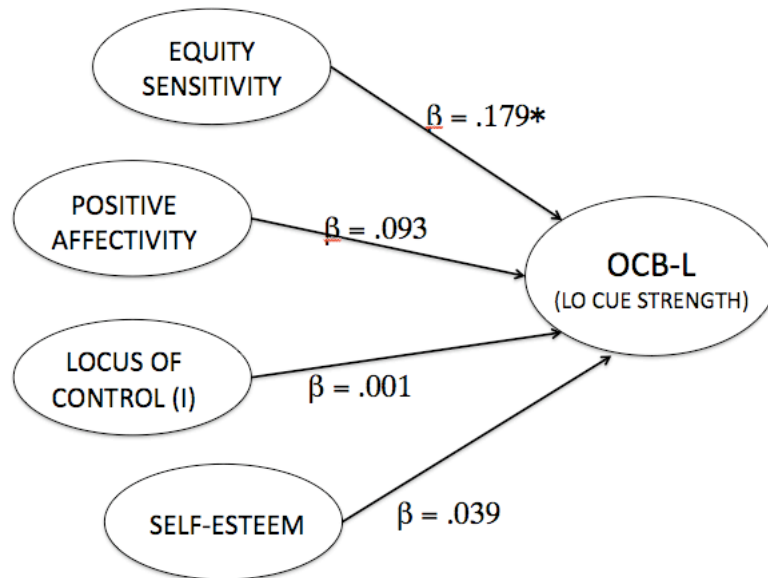 EQUITY
SENSITIVITY
β = .179*
POSITIVE
AFFECTIVITY
β = .093
OCB-L
(LO CUE STRENGTH)
LOCUS OF
CONTROL (I)
β = .001
SELF-ESTEEM
β = .039